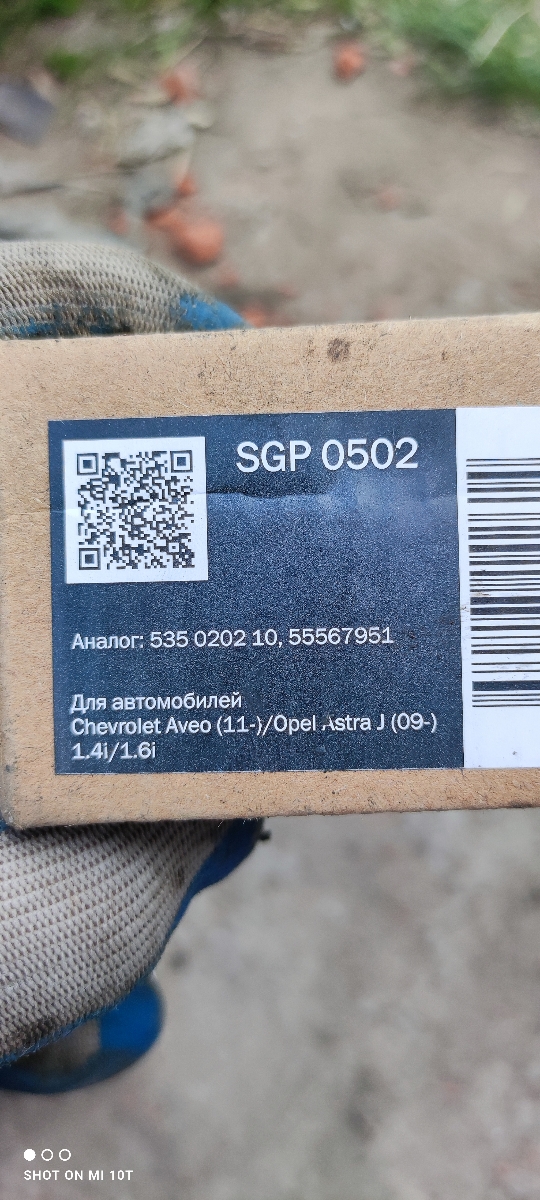 SGP 0502
Аналог: 535 0202 10, 55567951
Для автомобилей
Chevrolet Aveo (11-)/Opel Astra J (09-)
1.4i/1.6i
SHOT ON MI 10T